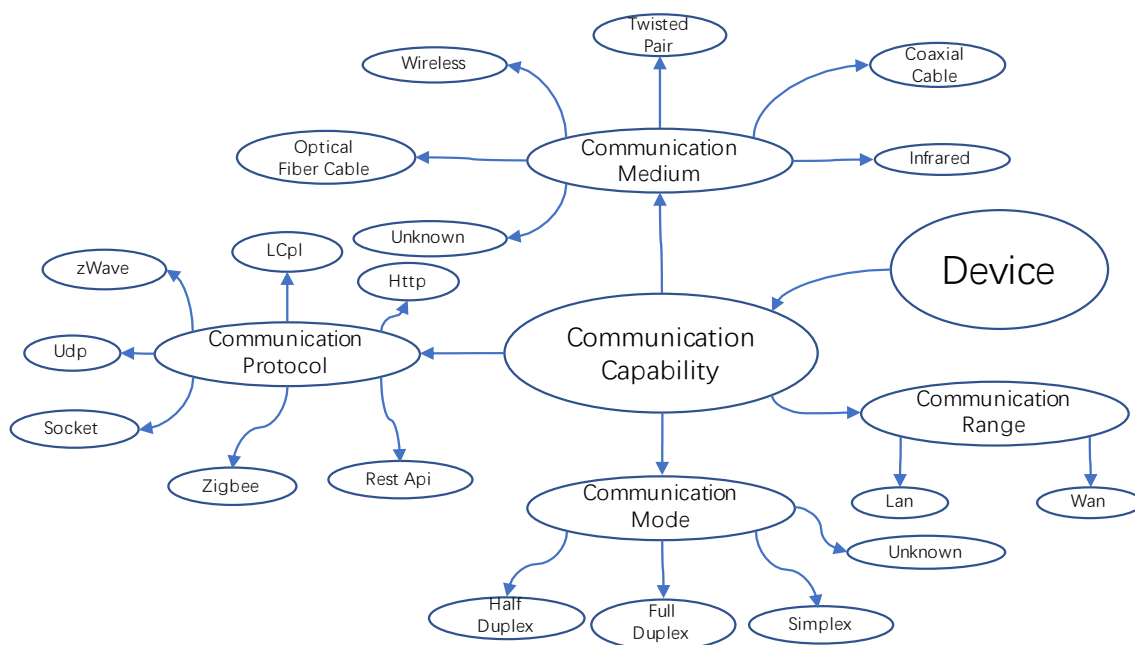 Twisted
Pair
Wireless
Coaxial
Cable
Optical
Fiber Cable
Communication
Medium
Infrared
Unknown
LCpI
zWave
Http
Device
Communication
Protocol
Udp
Communication
Capability
Socket
Zigbee
Rest Api
Communication
Range
Lan
Wan
Communication
Mode
Unknown
Half
Duplex
Full
Duplex
Simplex